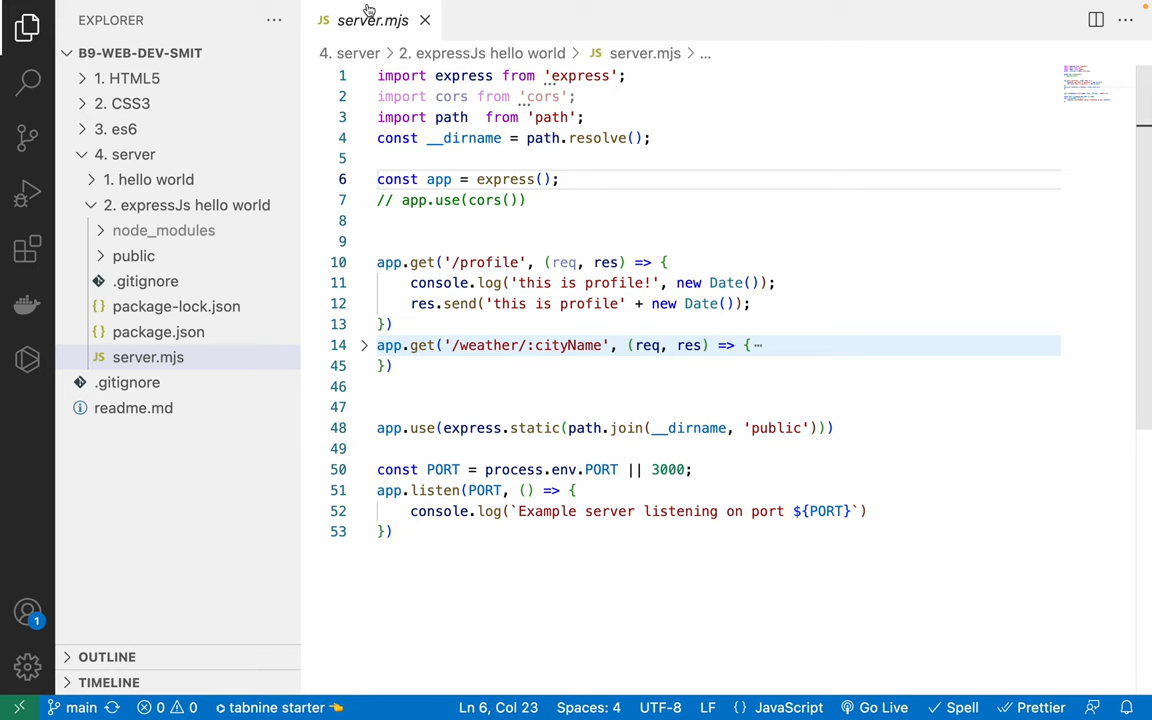 EXPLORER
B9-WEB-DEV-SMIT
1. HTML5
2. CSS3
3. es6
4. server
1. hello world
2. expressJs hello world
node_modules
public
.gitignore
{} package-lock.json
{} package.json
JS server.mjs
.gitignore
readme.md
OUTLINE
TIMELINE
JS server.mjs
4. server > 2. expressJs hello world > JS server.mjs > ...
1 import express from 'express';
2 import cors from 'cors';
3 import path  from 'path';
4 const __dirname = path.resolve();
5
6 const app = express();
7 // app.use(cors())
8
9
10 app.get('/profile', (req, res) => {
11 console.log('this is profile!', new Date());
12 res.send('this is profile' + new Date());
13 })
14 app.get('/weather/:cityName', (req, res) => {⋯
45 })
46
47
48 app.use(express.static(path.join(__dirname, 'public')))
49
50 const PORT = process.env.PORT || 3000;
51 app.listen(PORT, () => {
52 console.log(`Example server listening on port ${PORT}`)
53 })
1
main 0 0 tabnine starter 👈 Ln 6, Col 23 Spaces: 4 UTF-8 LF {} JavaScript Go Live Spell Prettier